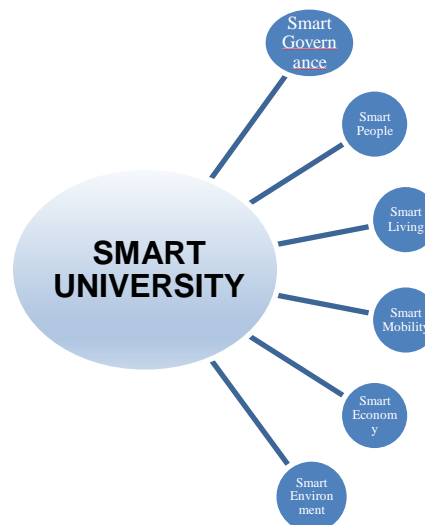 Smart
Govern
ance
Smart
People
Smart
Living
SMART
UNIVERSITY
Smart
Mobility
Smart
Econom
y
Smart
Environ
ment